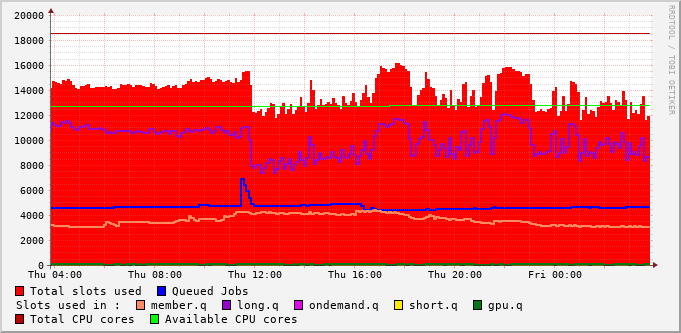 20000
18000
16000
14000
12000
10000
8000
6000
4000
2000
0
Thu 04:00 Thu 08:00 Thu 12:00 Thu 16:00 Thu 20:00 Fri 00:00
RRDTOOL / TOBI OETIKER
Total slots used Queued Jobs
Slots used in : member.q long.q ondemand.q short.q gpu.q
Total CPU cores Available CPU cores